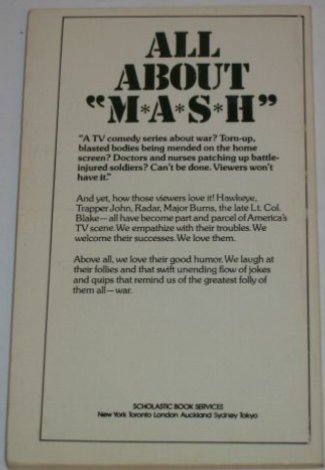 ALL
ABOUT
“M*A*S*H”
“A TV comedy series about war? Torn-up,
blasted bodies being mended on the home
screen? Doctors and nurses patching up battle-
injured soldiers? Can't be done. Viewers won't
have it.”
And yet, how those viewers love it! Hawkeye,
Trapper John, Radar, Major Burns, the late Lt. Col.
Blake—all have become part and parcel of America's
TV scene. We empathize with their troubles. We
welcome their successes. We love them.
Above all, we love their good humor. We laugh at
their follies and that swift unending flow of jokes
and quips that remind us of the greatest folly of
them all—war.
SCHOLASTIC BOOK SERVICES
New York Toronto London Auckland Sydney Tokyo